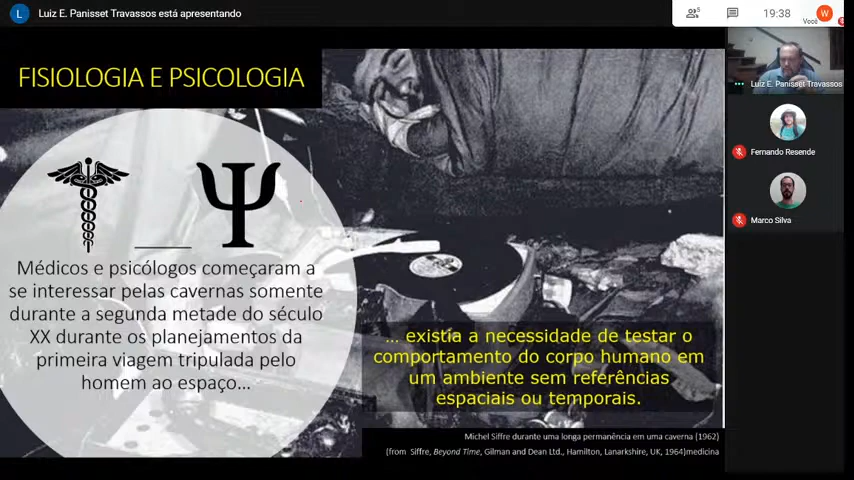 L Luiz E. Panisset Travassos está apresentando
5
19:38
W
Você
FISIOLOGIA E PSICOLOGIA
Médicos e psicólogos começaram a
se interessar pelas cavernas somente
durante a segunda metade do século
XX durante os planejamentos da
primeira viagem tripulada pelo
homem ao espaço...
... existia a necessidade de testar o
comportamento do corpo humano em
um ambiente sem referências
espaciais ou temporais.
Michel Siffre durante uma longa permanência em uma caverna (1962)
(from Siffre, Beyond Time, Gilman and Dean Ltd., Hamilton, Lanarkshire, UK, 1964)medicina
Luiz E. Panisset Travassos
Fernando Resende
Marco Silva